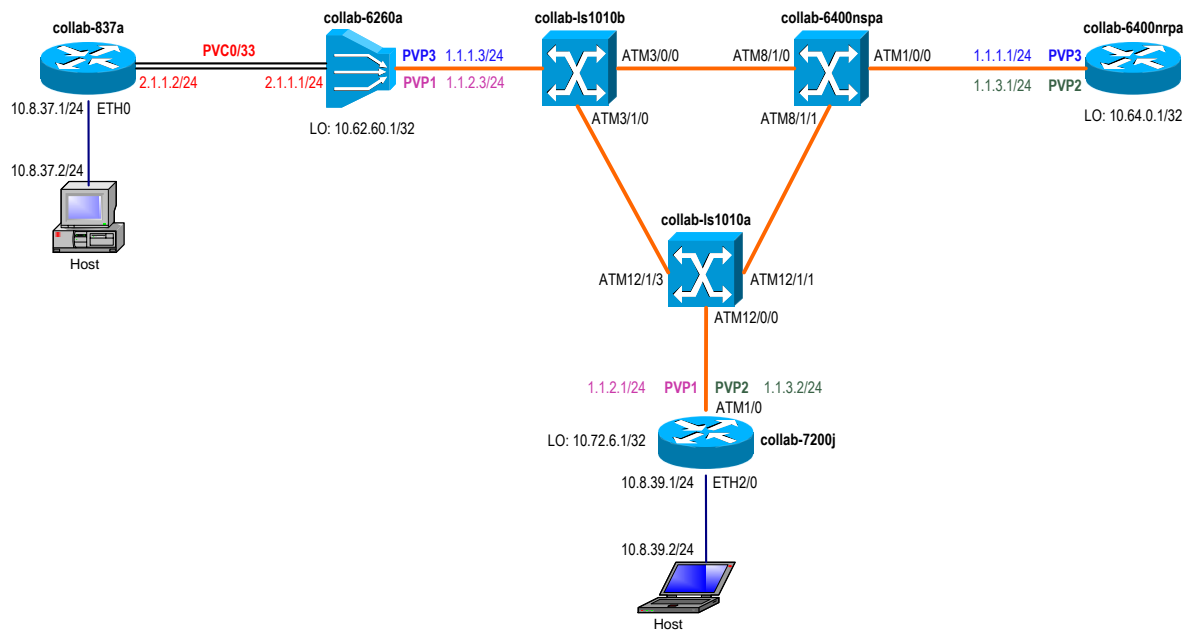 collab-6260a
collab-ls1010b
collab-6400nspa
collab-837a
collab-6400nrpa
PVC0/33
PVP3 1.1.1.3/24
ATM3/0/0
ATM8/1/0
ATM1/0/0
1.1.1.1/24 PVP3
2.1.1.2/24
2.1.1.1/24
PVP1 1.1.2.3/24
1.1.3.1/24 PVP2
10.8.37.1/24 ETH0
LO: 10.62.60.1/32
ATM3/1/0
ATM8/1/1
LO: 10.64.0.1/32
10.8.37.2/24
Host
collab-ls1010a
ATM12/1/3
ATM12/1/1
ATM12/0/0
1.1.2.1/24 PVP1 PVP2 1.1.3.2/24
ATM1/0
LO: 10.72.6.1/32
collab-7200j
10.8.39.1/24 ETH2/0
10.8.39.2/24
Host